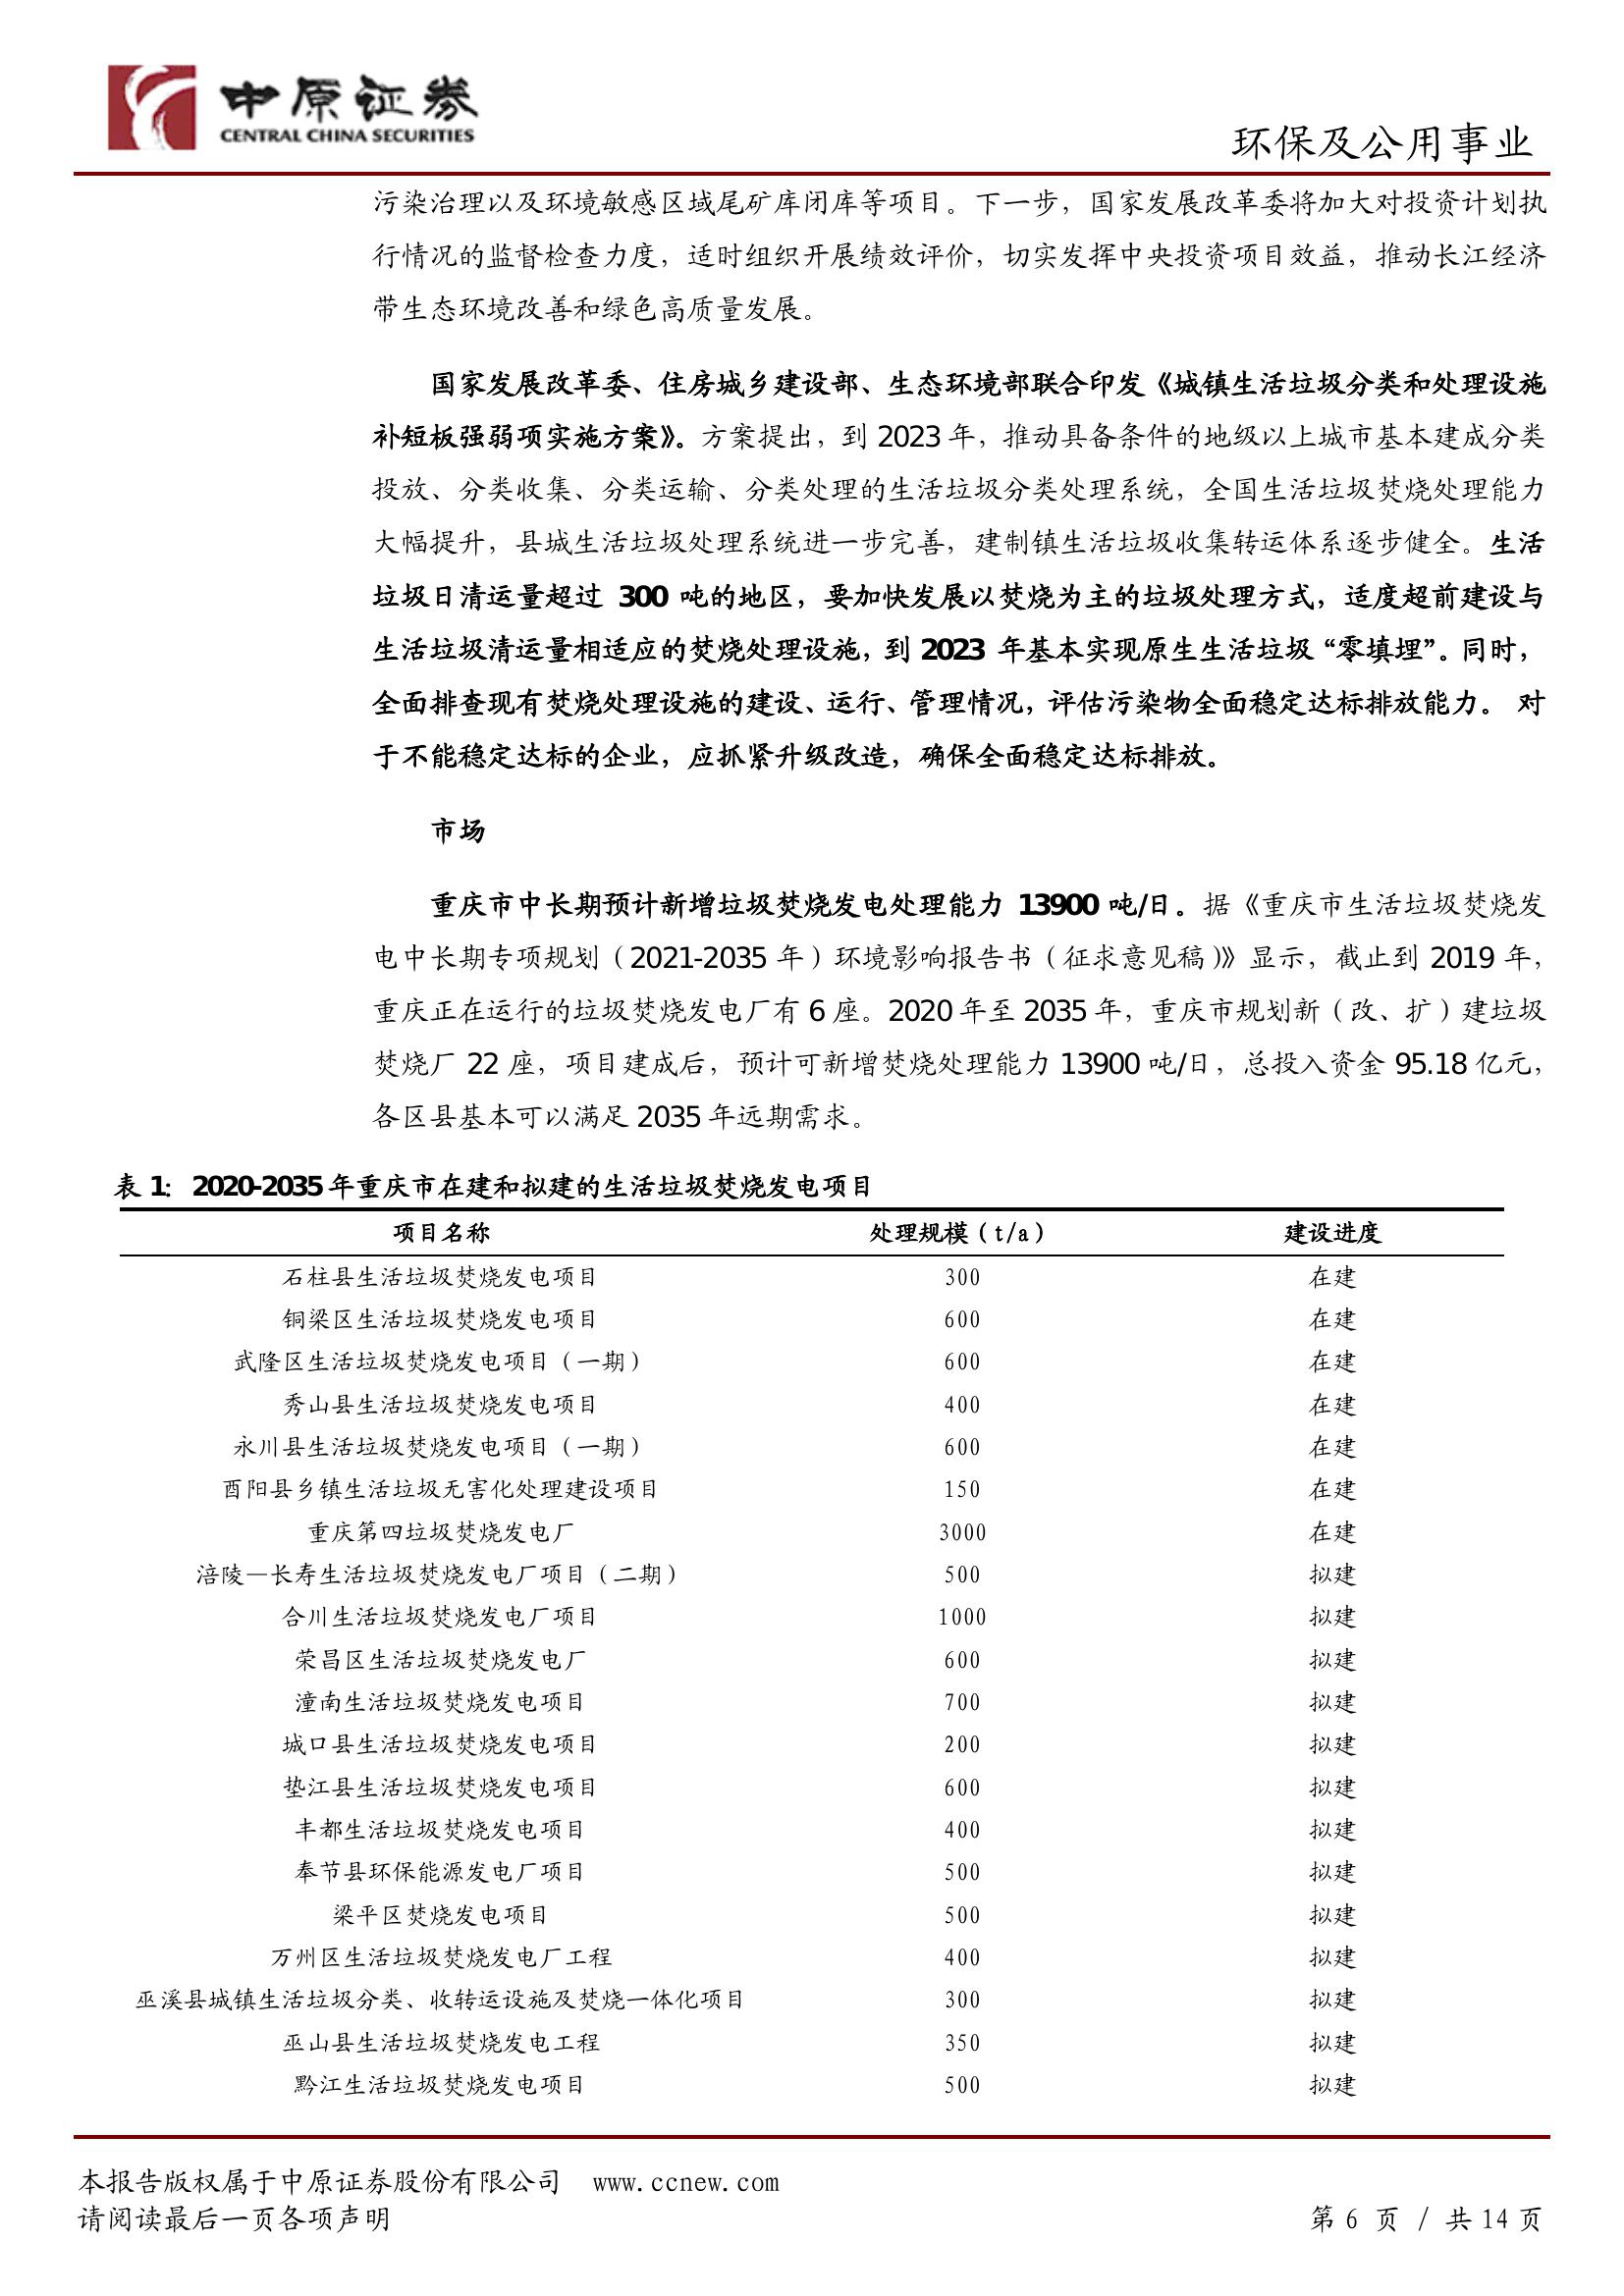 中原证券
CENTRAL CHINA SECURITIES
环保及公用事业
污染治理以及环境敏感区域尾矿库闭库等项目。下一步，国家发展改革委将加大对投资计划执
行情况的监督检查力度，适时组织开展绩效评价，切实发挥中央投资项目效益，推动长江经济
带生态环境改善和绿色高质量发展。
国家发展改革委、住房城乡建设部、生态环境部联合印发《城镇生活垃圾分类和处理设施
补短板强弱项实施方案》。方案提出，到 2023 年，推动具备条件的地级以上城市基本建成分类
投放、分类收集、分类运输、分类处理的生活垃圾分类处理系统，全国生活垃圾焚烧处理能力
大幅提升，县城生活垃圾处理系统进一步完善，建制镇生活垃圾收集转运体系逐步健全。生活
垃圾日清运量超过 300 吨的地区，要加快发展以焚烧为主的垃圾处理方式，适度超前建设与
生活垃圾清运量相适应的焚烧处理设施，到 2023 年基本实现原生生活垃圾“零填埋”。同时，
全面排查现有焚烧处理设施的建设、运行、管理情况，评估污染物全面稳定达标排放能力。 对
于不能稳定达标的企业，应抓紧升级改造，确保全面稳定达标排放。
市场
重庆市中长期预计新增垃圾焚烧发电处理能力 13900 吨/日。据《重庆市生活垃圾焚烧发
电中长期专项规划（2021-2035 年）环境影响报告书（征求意见稿）》显示，截止到 2019 年，
重庆正在运行的垃圾焚烧发电厂有 6 座。2020 年至 2035 年，重庆市规划新（改、扩）建垃圾
焚烧厂 22 座，项目建成后，预计可新增焚烧处理能力 13900 吨/日，总投入资金 95.18 亿元，
各区县基本可以满足 2035 年远期需求。
表 1： 2020-2035 年重庆市在建和拟建的生活垃圾焚烧发电项目
项目名称 处理规模（t/a） 建设进度
石柱县生活垃圾焚烧发电项目 300 在建
铜梁区生活垃圾焚烧发电项目 600 在建
武隆区生活垃圾焚烧发电项目（一期） 600 在建
秀山县生活垃圾焚烧发电项目 400 在建
永川县生活垃圾焚烧发电项目（一期） 600 在建
酉阳县乡镇生活垃圾无害化处理建设项目 150 在建
重庆第四垃圾焚烧发电厂 3000 在建
涪陵—长寿生活垃圾焚烧发电厂项目（二期） 500 拟建
合川生活垃圾焚烧发电厂项目 1000 拟建
荣昌区生活垃圾焚烧发电厂 600 拟建
潼南生活垃圾焚烧发电项目 700 拟建
城口县生活垃圾焚烧发电项目 200 拟建
垫江县生活垃圾焚烧发电项目 600 拟建
丰都生活垃圾焚烧发电项目 400 拟建
奉节县环保能源发电厂项目 500 拟建
梁平区焚烧发电项目 500 拟建
万州区生活垃圾焚烧发电厂工程 400 拟建
巫溪县城镇生活垃圾分类、收转运设施及焚烧一体化项目 300 拟建
巫山县生活垃圾焚烧发电工程 350 拟建
黔江生活垃圾焚烧发电项目 500 拟建
本报告版权属于中原证券股份有限公司 www.ccnew.com
请阅读最后一页各项声明 第 6 页 / 共 14 页